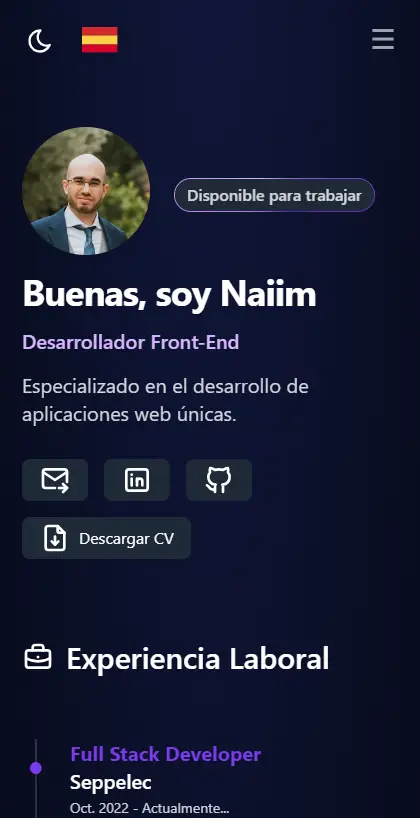 Disponible para trabajar
Buenas, soy Naiim
Desarrollador Front-End
Especializado en el desarrollo de
aplicaciones web únicas.
in
Descargar CV
Experiencia Laboral
Full Stack Developer
Seppelec
Oct. 2022 - Actualmente...